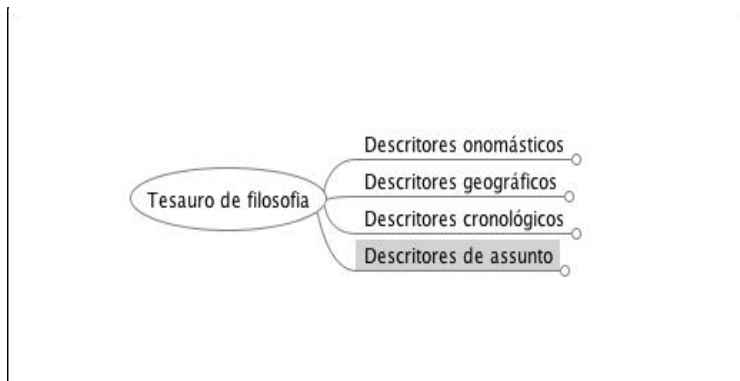 Descritores onomásticos
Descritores geográficos
Tesauro de filosofia
Descritores cronológicos
Descritores de assunto